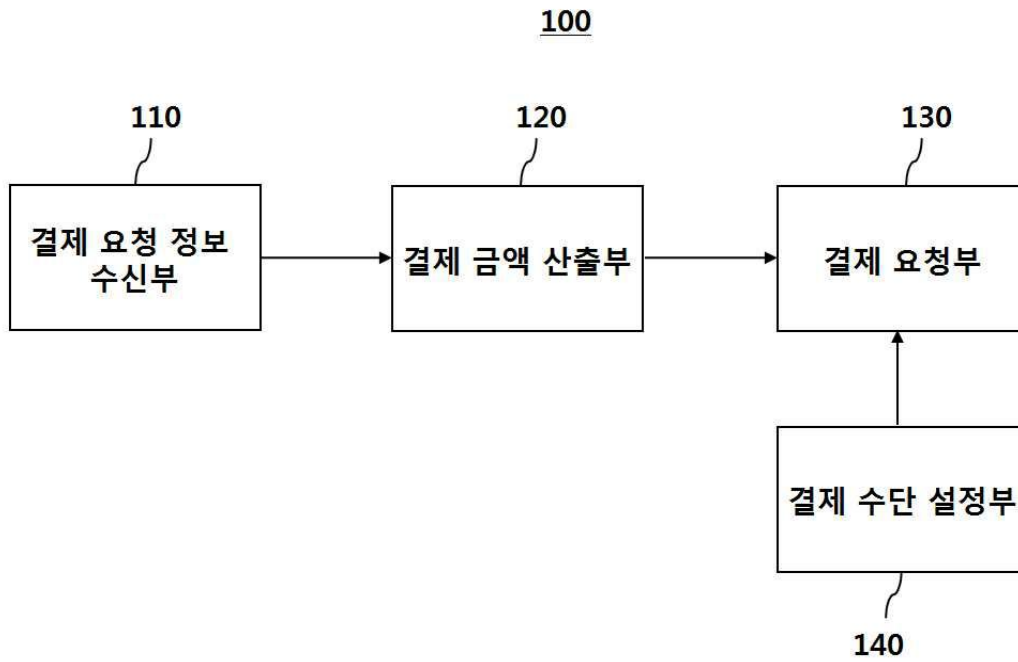 100
110
120
130
결제 요청 정보
수신부
결제 금액 산출부
결제 요청부
결제 수단 설정부
140